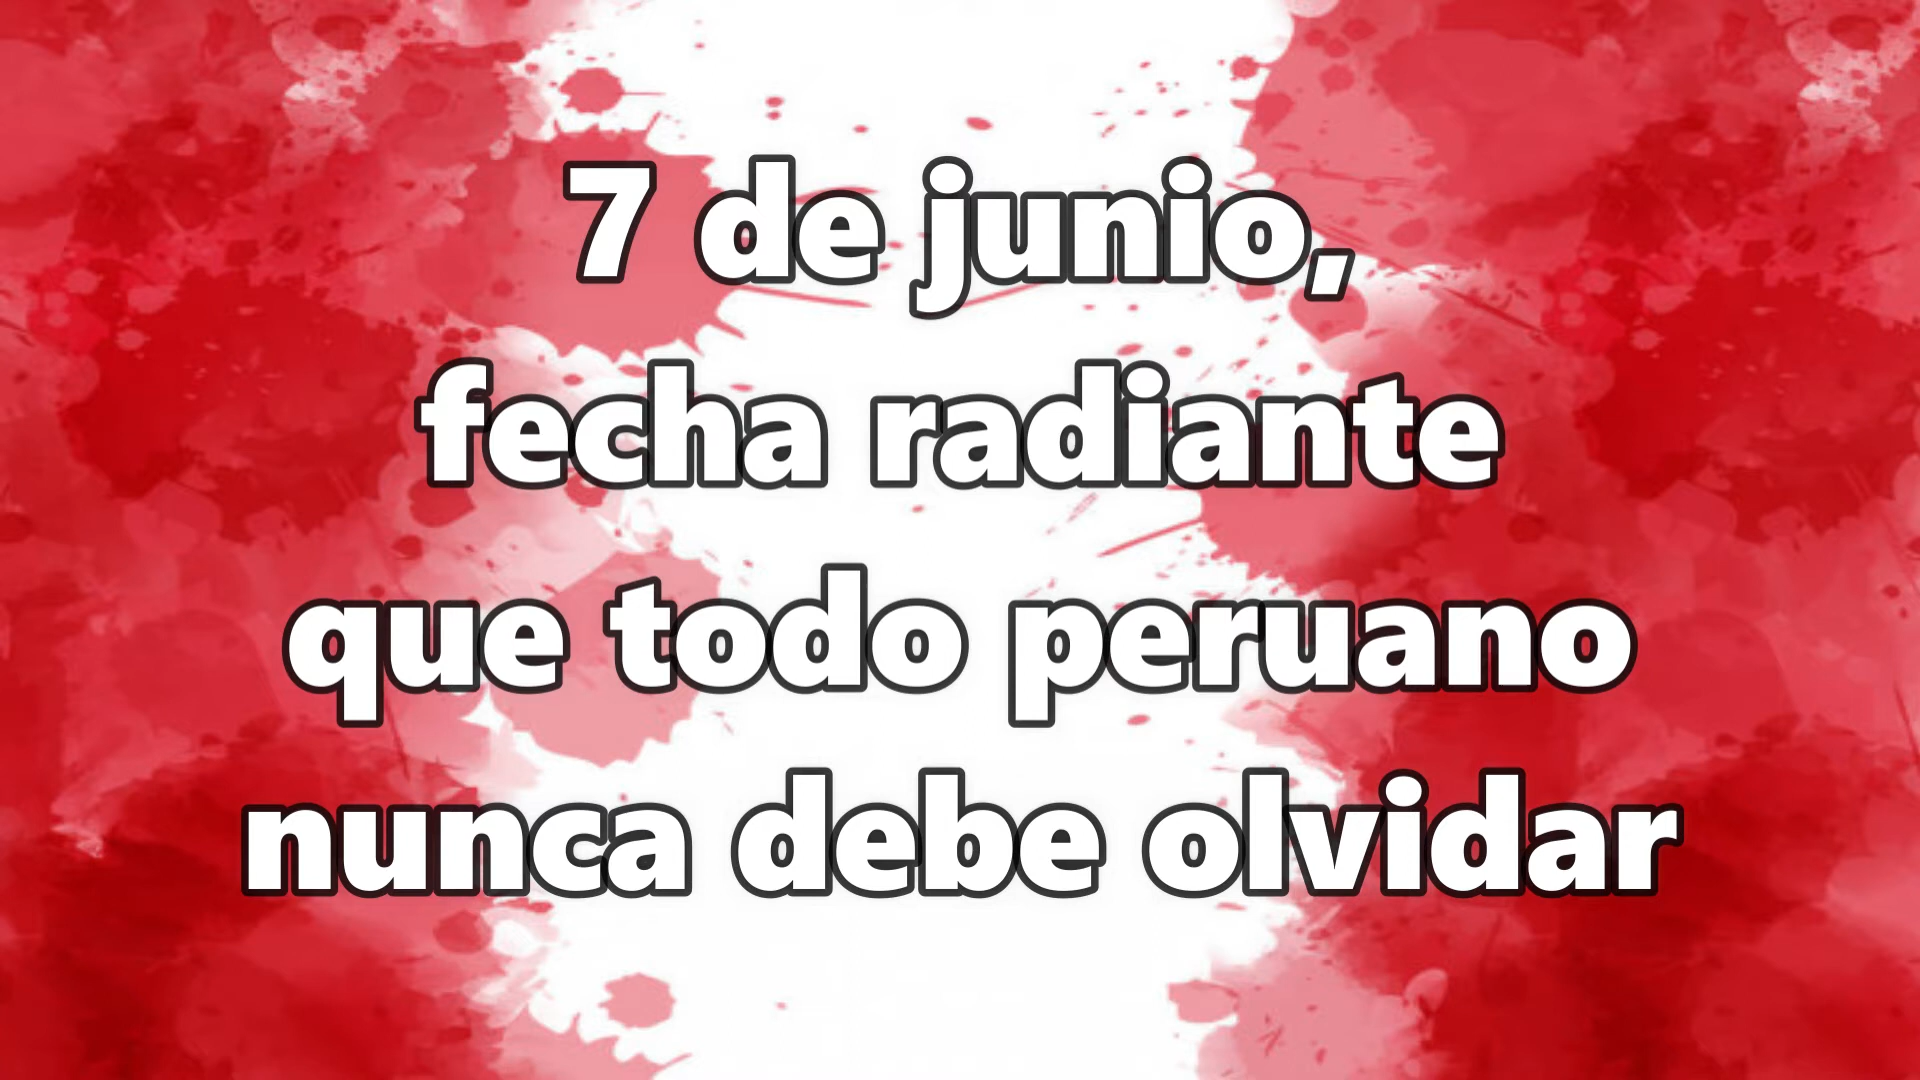 7 de junio,
fecha radiante
que todo peruano
nunca debe olvidar